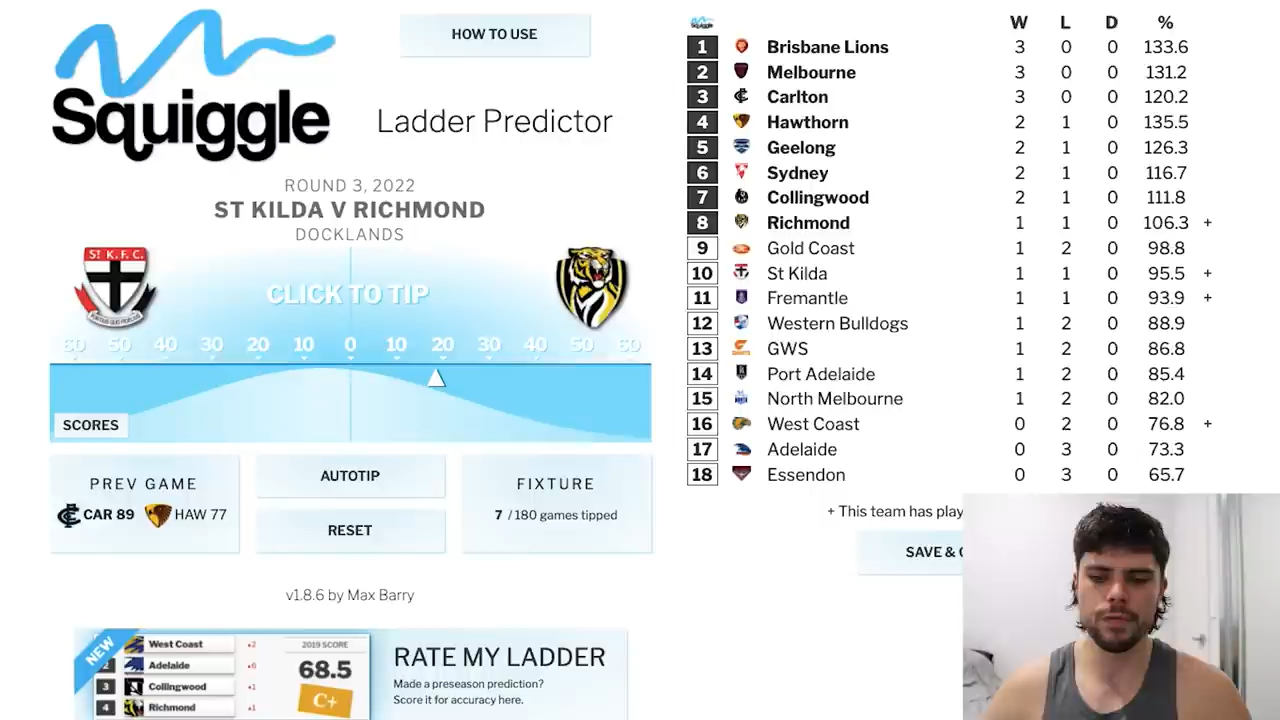 Squiggle
HOW TO USE
Ladder Predictor
ROUND 3, 2022
ST KILDA V RICHMOND
DOCKLANDS
ST. K.F.C.
CLICK TO TIP
60 50 40 30 20 10 0 10 20 30 40 50 60
SCORES
PREV GAME
CAR 89 HAW 77
AUTOTIP
RESET
FIXTURE
7 / 180 games tipped
v1.8.6 by Max Barry
NEW
West Coast +2
2 Adelaide +6
3 Collingwood +1
4 Richmond +1
2019 SCORE
68.5
C+
RATE MY LADDER
Made a preseason prediction?
Score it for accuracy here.
Squiggle W L D %
1 Brisbane Lions 3 0 0 133.6
2 Melbourne 3 0 0 131.2
3 Carlton 3 0 0 120.2
4 Hawthorn 2 1 0 135.5
5 Geelong 2 1 0 126.3
6 Sydney 2 1 0 116.7
7 Collingwood 2 1 0 111.8
8 Richmond 1 1 0 106.3 +
9 Gold Coast 1 2 0 98.8
10 St Kilda 1 1 0 95.5 +
11 Fremantle 1 1 0 93.9 +
12 Western Bulldogs 1 2 0 88.9
13 GWS 1 2 0 86.8
14 Port Adelaide 1 2 0 85.4
15 North Melbourne 1 2 0 82.0
16 West Coast 0 2 0 76.8 +
17 Adelaide 0 3 0 73.3
18 Essendon 0 3 0 65.7
+ This team has play
SAVE &